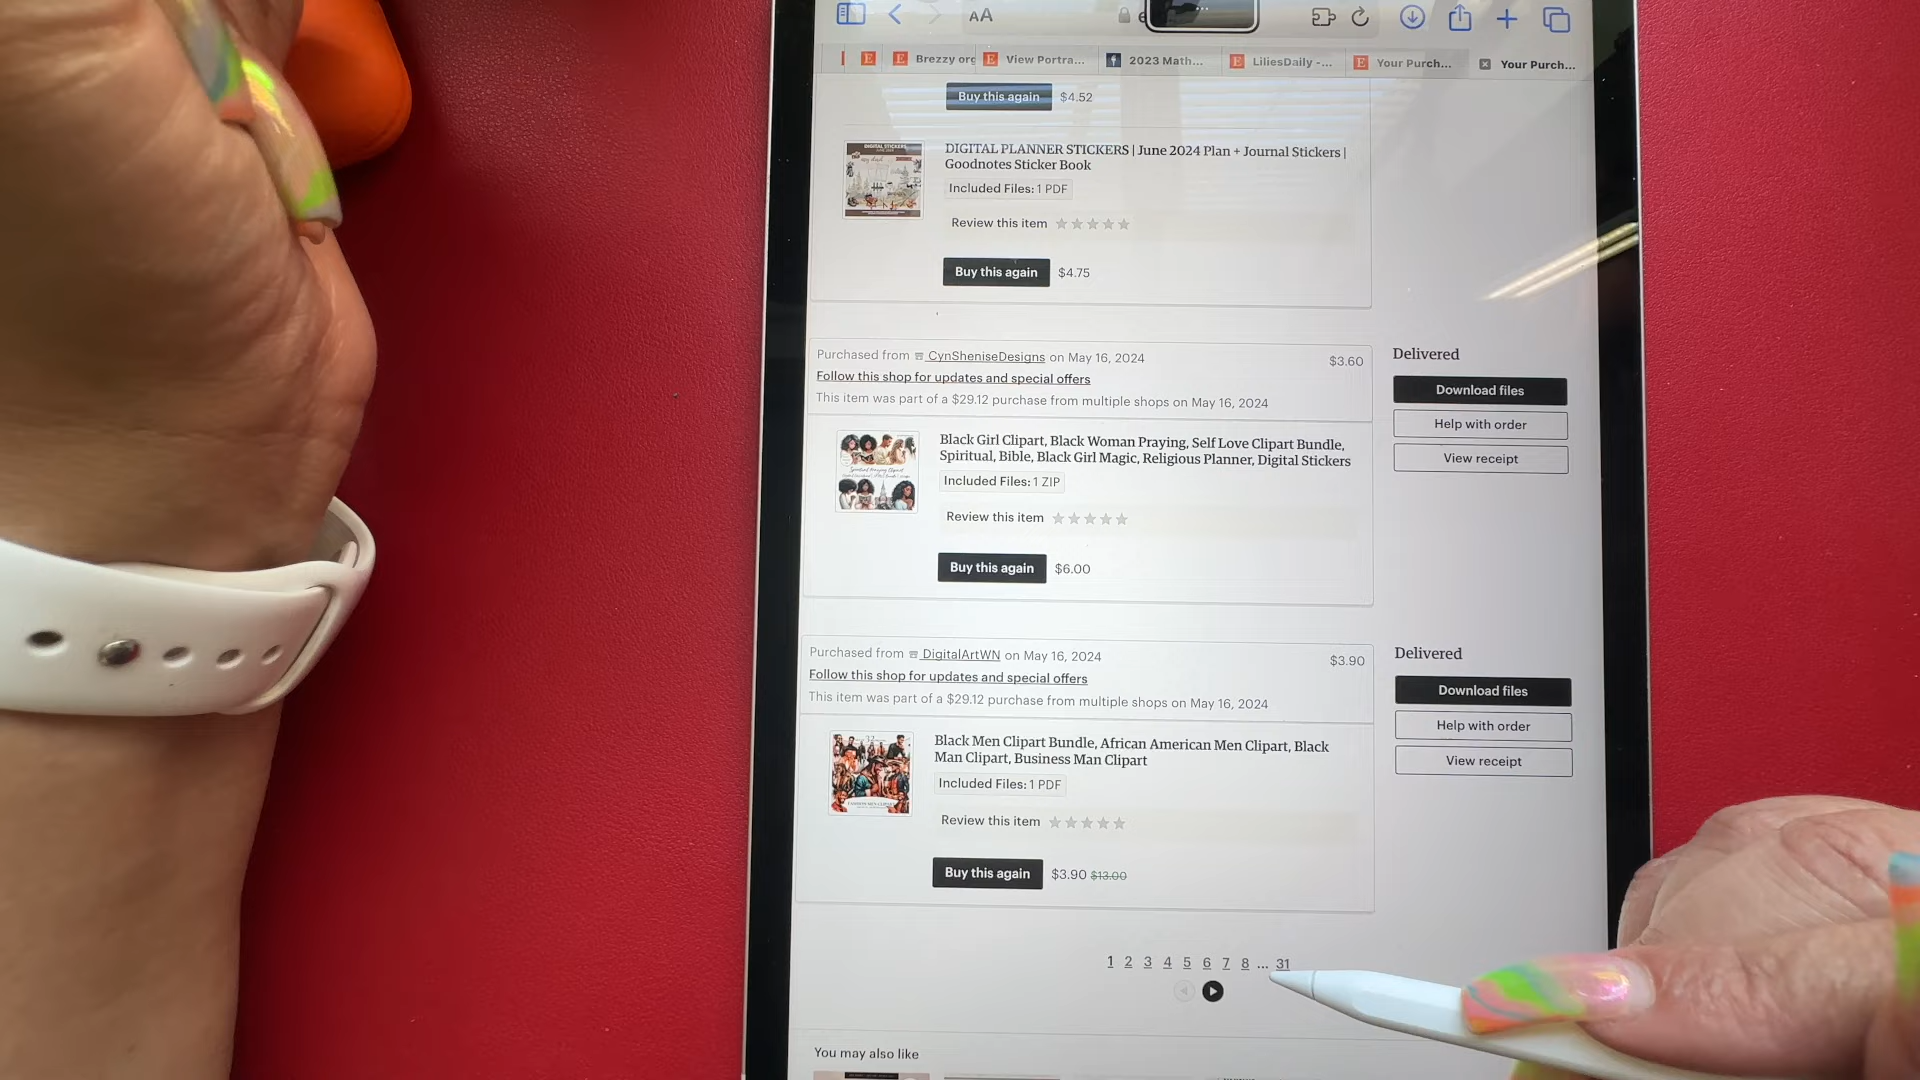 AA
Brezzy org
View Portra...
2023 Math...
LiliesDaily -...
Your Purch...
Your Purch...
Buy this again $4.52
DIGITAL PLANNER STICKERS | June 2024 Plan + Journal Stickers |
Goodnotes Sticker Book
Included Files: 1 PDF
Review this item
Buy this again $4.75
Purchased from CynSheniseDesigns on May 16, 2024 $3.60
Follow this shop for updates and special offers
This item was part of a $29.12 purchase from multiple shops on May 16, 2024
Delivered
Download files
Help with order
View receipt
Black Girl Clipart, Black Woman Praying, Self Love Clipart Bundle,
Spiritual, Bible, Black Girl Magic, Religious Planner, Digital Stickers
Included Files: 1 ZIP
Review this item
Buy this again $6.00
Purchased from DigitalArtWN on May 16, 2024 $3.90
Follow this shop for updates and special offers
This item was part of a $29.12 purchase from multiple shops on May 16, 2024
Delivered
Download files
Help with order
View receipt
Black Men Clipart Bundle, African American Men Clipart, Black
Man Clipart, Business Man Clipart
Included Files: 1 PDF
Review this item
Buy this again $3.90 $13.00
1 2 3 4 5 6 7 8 ... 31
You may also like